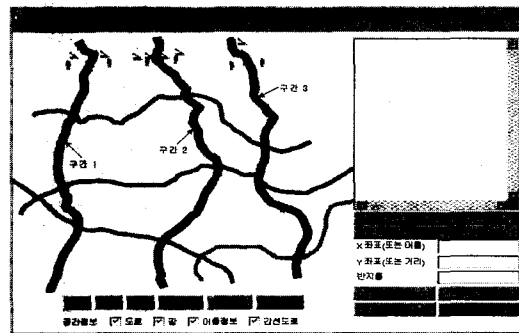 구간 3
구간 2
구간 1
X 좌표(또는 이름)
Y 좌표(또는 거리)
반지름
공간정보 도로 강 이름정보 간선도로